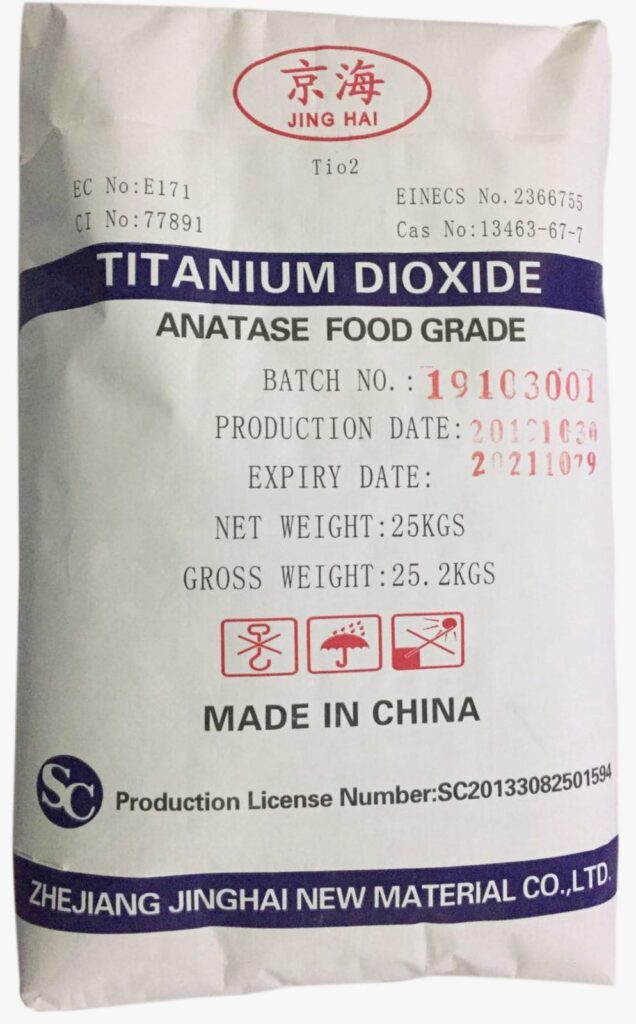 京海
JING HAI
Tio2
EC No:E171
CI No:77891
EINECS No.2366755
Cas No:13463-67-7
TITANIUM DIOXIDE
ANATASE FOOD GRADE
BATCH NO.: 19103001
PRODUCTION DATE: 20191030
EXPIRY DATE: 20211029
NET WEIGHT:25KGS
GROSS WEIGHT:25.2KGS
MADE IN CHINA
SC
Production License Number:SC20133082501594
ZHEJIANG JINGHAI NEW MATERIAL CO.,LTD.